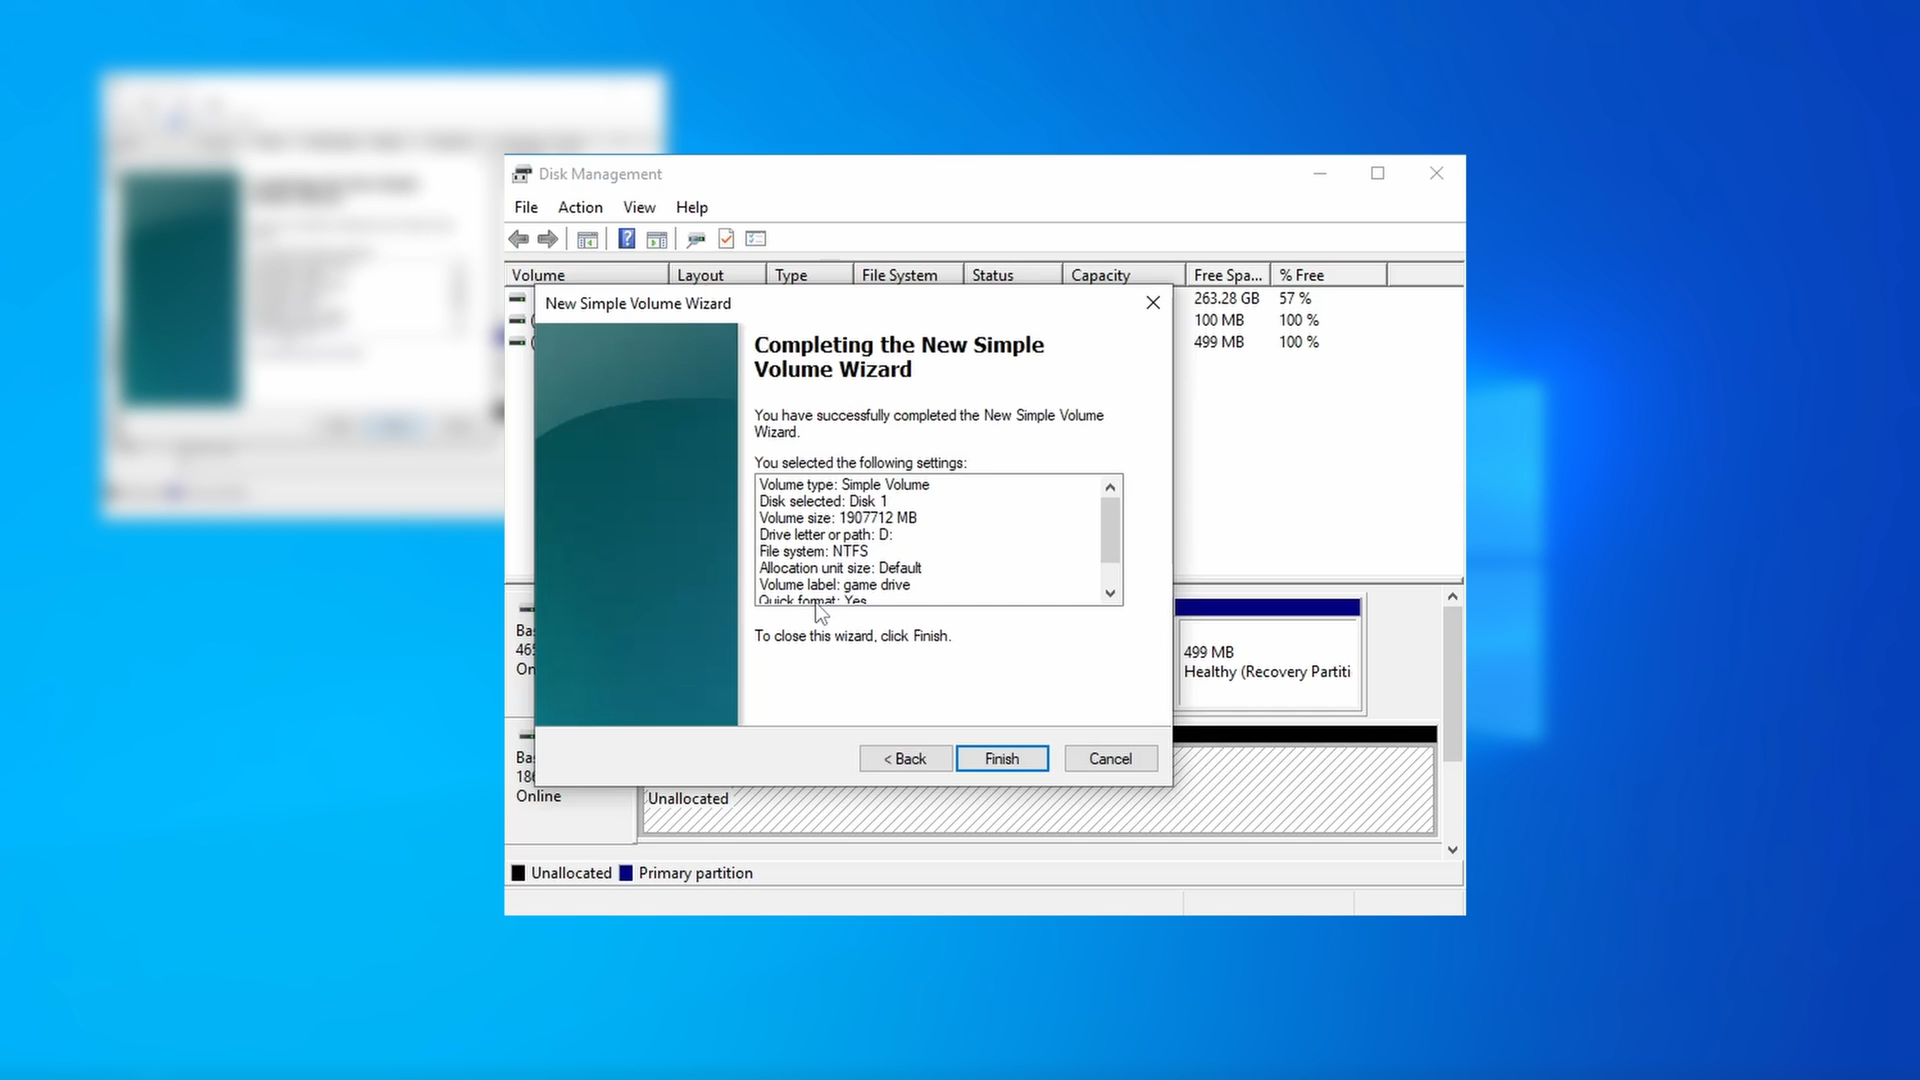 Disk Management
File Action View Help
Volume Layout Type File System Status Capacity Free Spa... % Free
263.28 GB 57 %
100 MB 100 %
499 MB 100 %
New Simple Volume Wizard
Completing the New Simple
Volume Wizard
You have successfully completed the New Simple Volume
Wizard.
You selected the following settings:
Volume type: Simple Volume
Disk selected: Disk 1
Volume size: 1907712 MB
Drive letter or path: D:
File system: NTFS
Allocation unit size: Default
Volume label: game drive
Quick format: Yes
To close this wizard, click Finish.
< Back Finish Cancel
499 MB
Healthy (Recovery Partiti
Online
Unallocated
Unallocated Primary partition